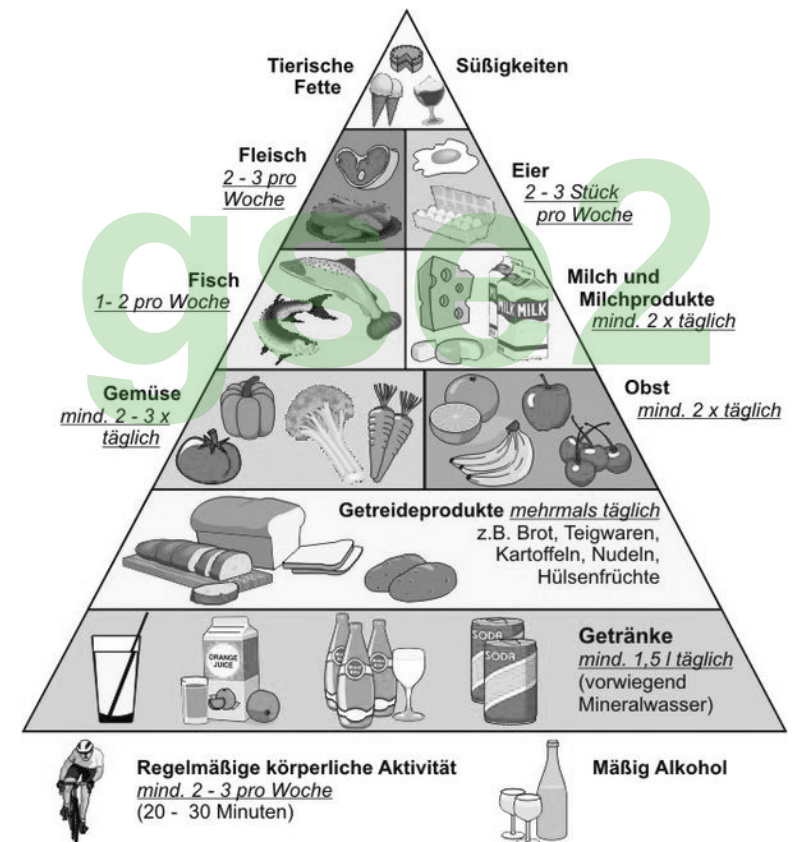 Tierische
Fette
Süßigkeiten
Fleisch
2 - 3 pro
Woche
Eier
2 - 3 Stück
pro Woche
Fisch
1- 2 pro Woche
Milch und
Milchprodukte
mind. 2 x täglich
MILK MILK
Gemüse
mind. 2 - 3 x
täglich
Obst
mind. 2 x täglich
Getreideprodukte mehrmals täglich
z.B. Brot, Teigwaren,
Kartoffeln, Nudeln,
Hülsenfrüchte
ORANGE
JUICE
SODA
SODA
Getränke
mind. 1,5 l täglich
(vorwiegend
Mineralwasser)
Regelmäßige körperliche Aktivität
mind. 2 - 3 pro Woche
(20 - 30 Minuten)
Mäßig Alkohol
gse2